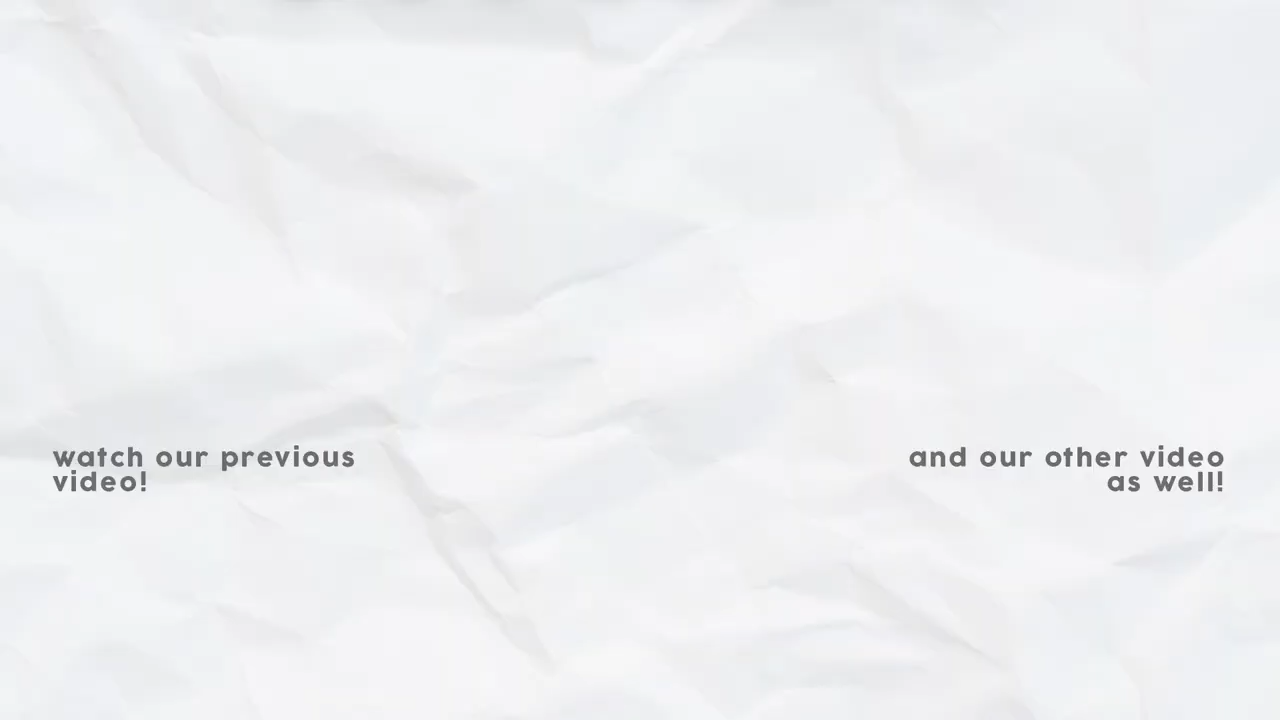 watch our previous
video!
and our other video
as well!